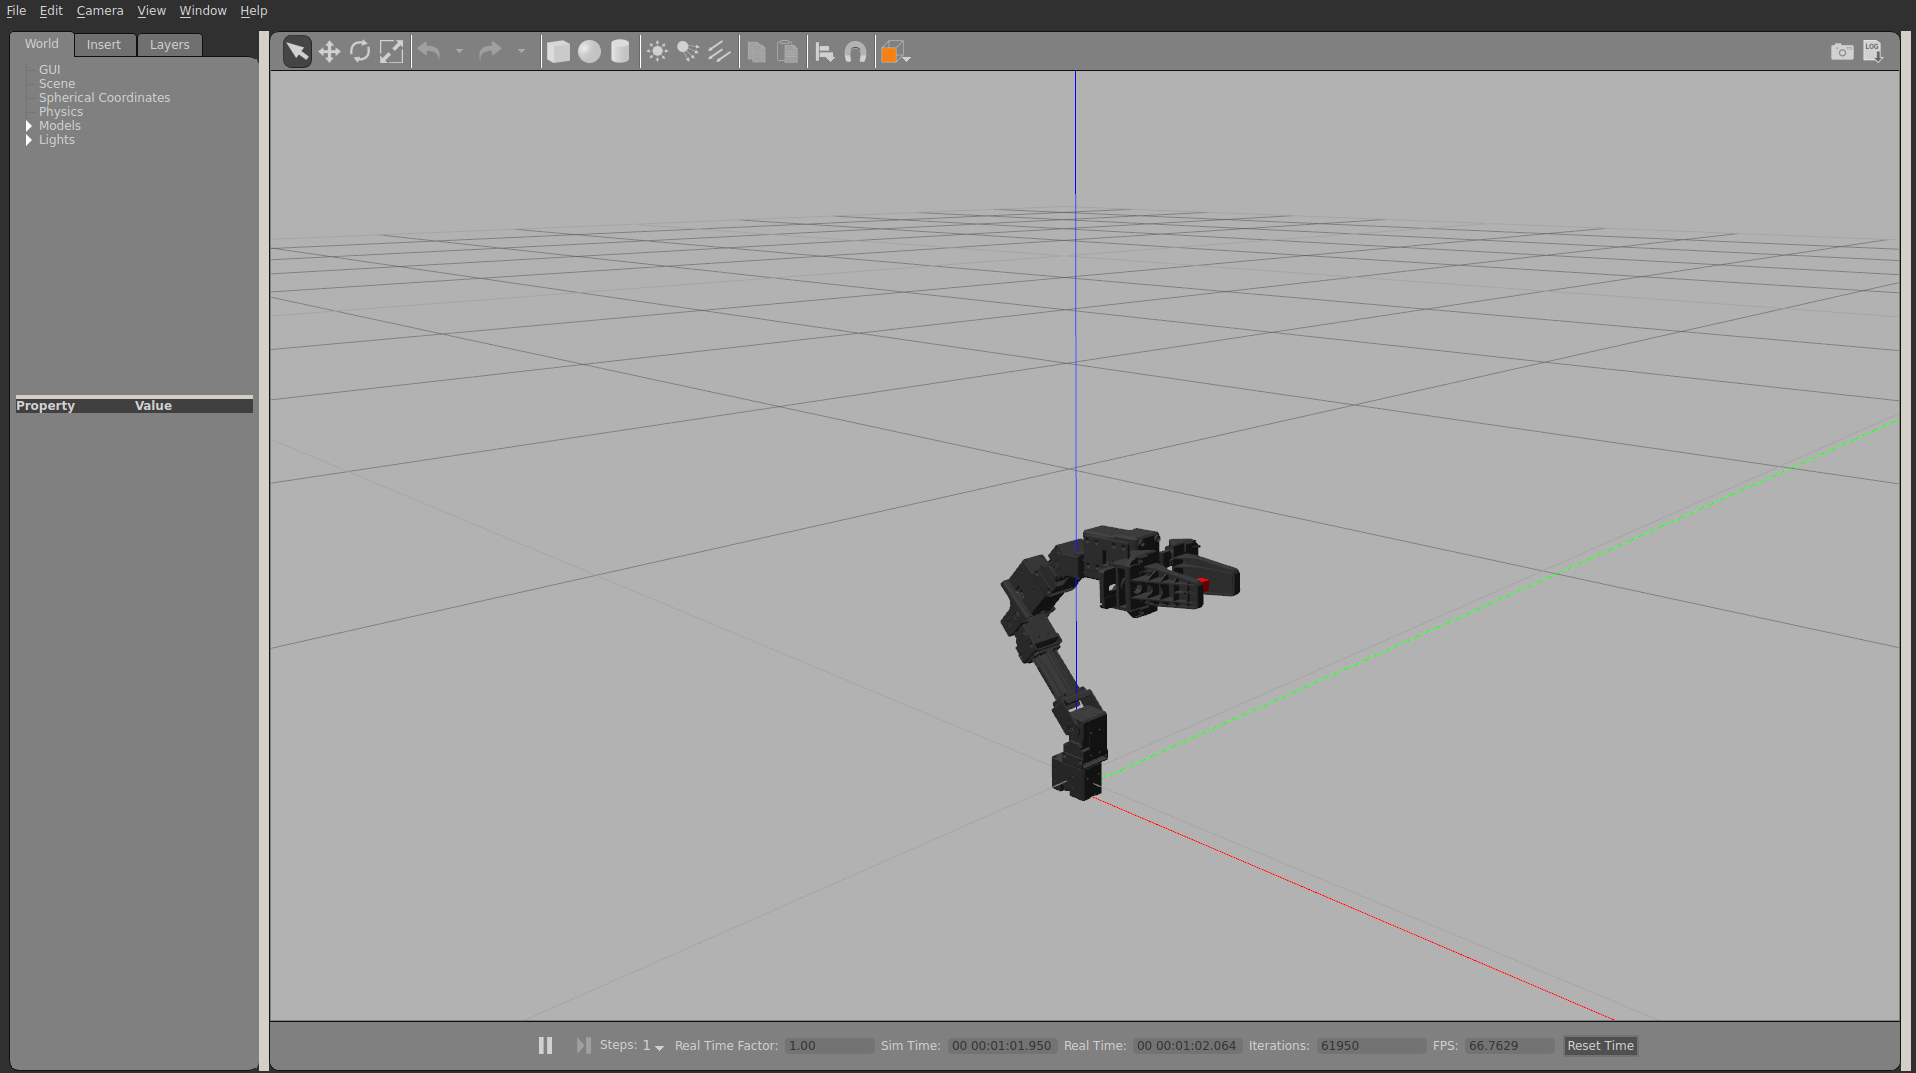 File Edit Camera View Window Help
World Insert Layers
LOG
GUI
Scene
Spherical Coordinates
Physics
Models
Lights
Property Value
Steps: 1 Real Time Factor: 1.00 Sim Time: 00 00:01:01.950 Real Time: 00 00:01:02.064 Iterations: 61950 FPS: 66.7629 Reset Time